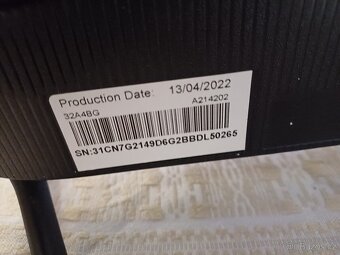 Production Date: 13/04/2022
32A4BG A214202
SN:31CN7G2149D6G2BBDL50265